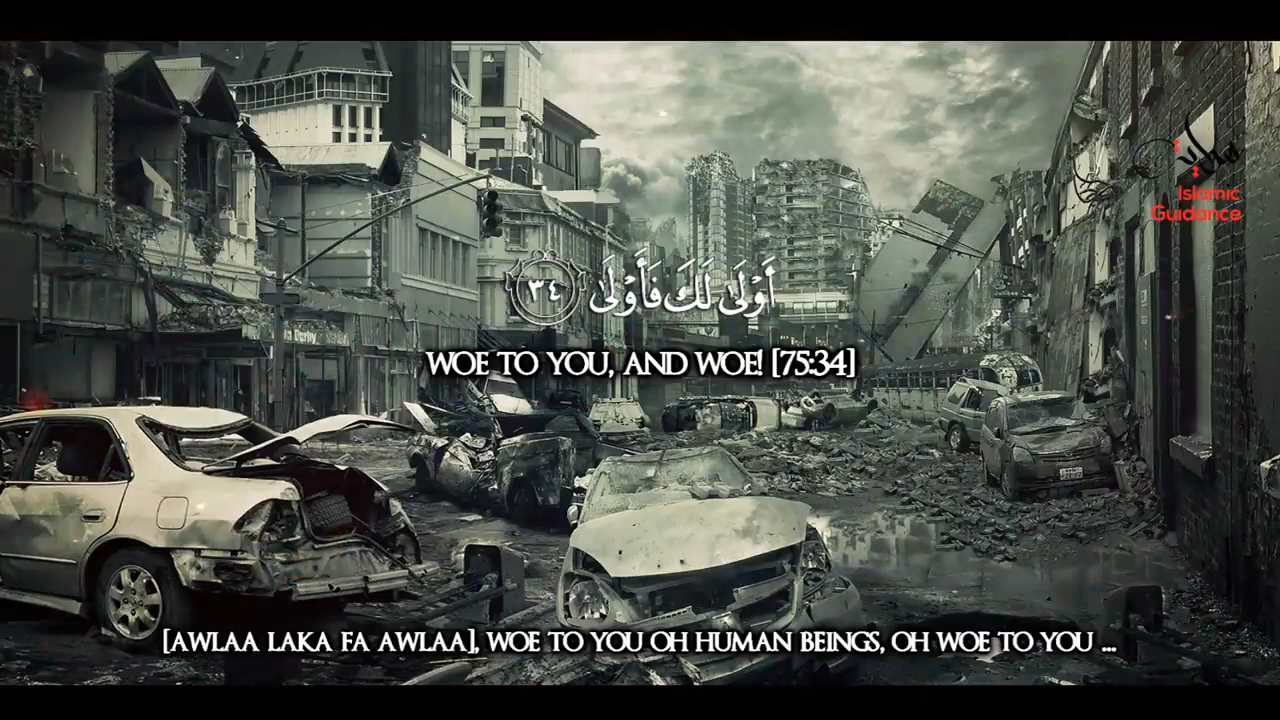 Islamic
Guidance
أَوْلَىٰ لَكَ فَأَوْلَىٰ ٣٤
WOE TO YOU, AND WOE! [75:34]
[AWLAA LAKA FA AWLAA], WOE TO YOU OH HUMAN BEINGS, OH WOE TO YOU ...